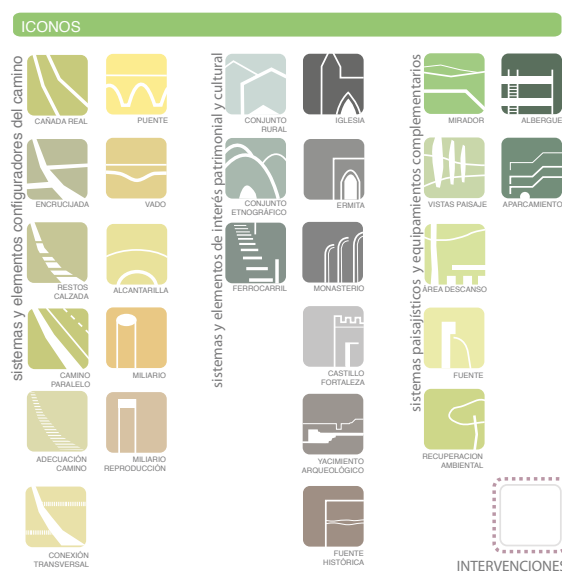 ICONOS
sistemas y elementos configuradores del camino
CAÑADA REAL
PUENTE
ENCRUCIJADA
VADO
RESTOS
CALZADA
ALCANTARILLA
CAMINO
PARALELO
MILIARIO
ADECUACIÓN
CAMINO
MILIARIO
REPRODUCCIÓN
CONEXIÓN
TRANSVERSAL
sistemas y elementos de interés patrimonial y cultural
CONJUNTO
RURAL
IGLESIA
CONJUNTO
ETNOGRÁFICO
ERMITA
FERROCARRIL
MONASTERIO
CASTILLO
FORTALEZA
YACIMIENTO
ARQUEOLÓGICO
FUENTE
HISTÓRICA
sistemas paisajísticos y equipamientos complementarios
MIRADOR
ALBERGUE
VISTAS PAISAJE
APARCAMIENTO
ÁREA DESCANSO
FUENTE
RECUPERACION
AMBIENTAL
INTERVENCIONES